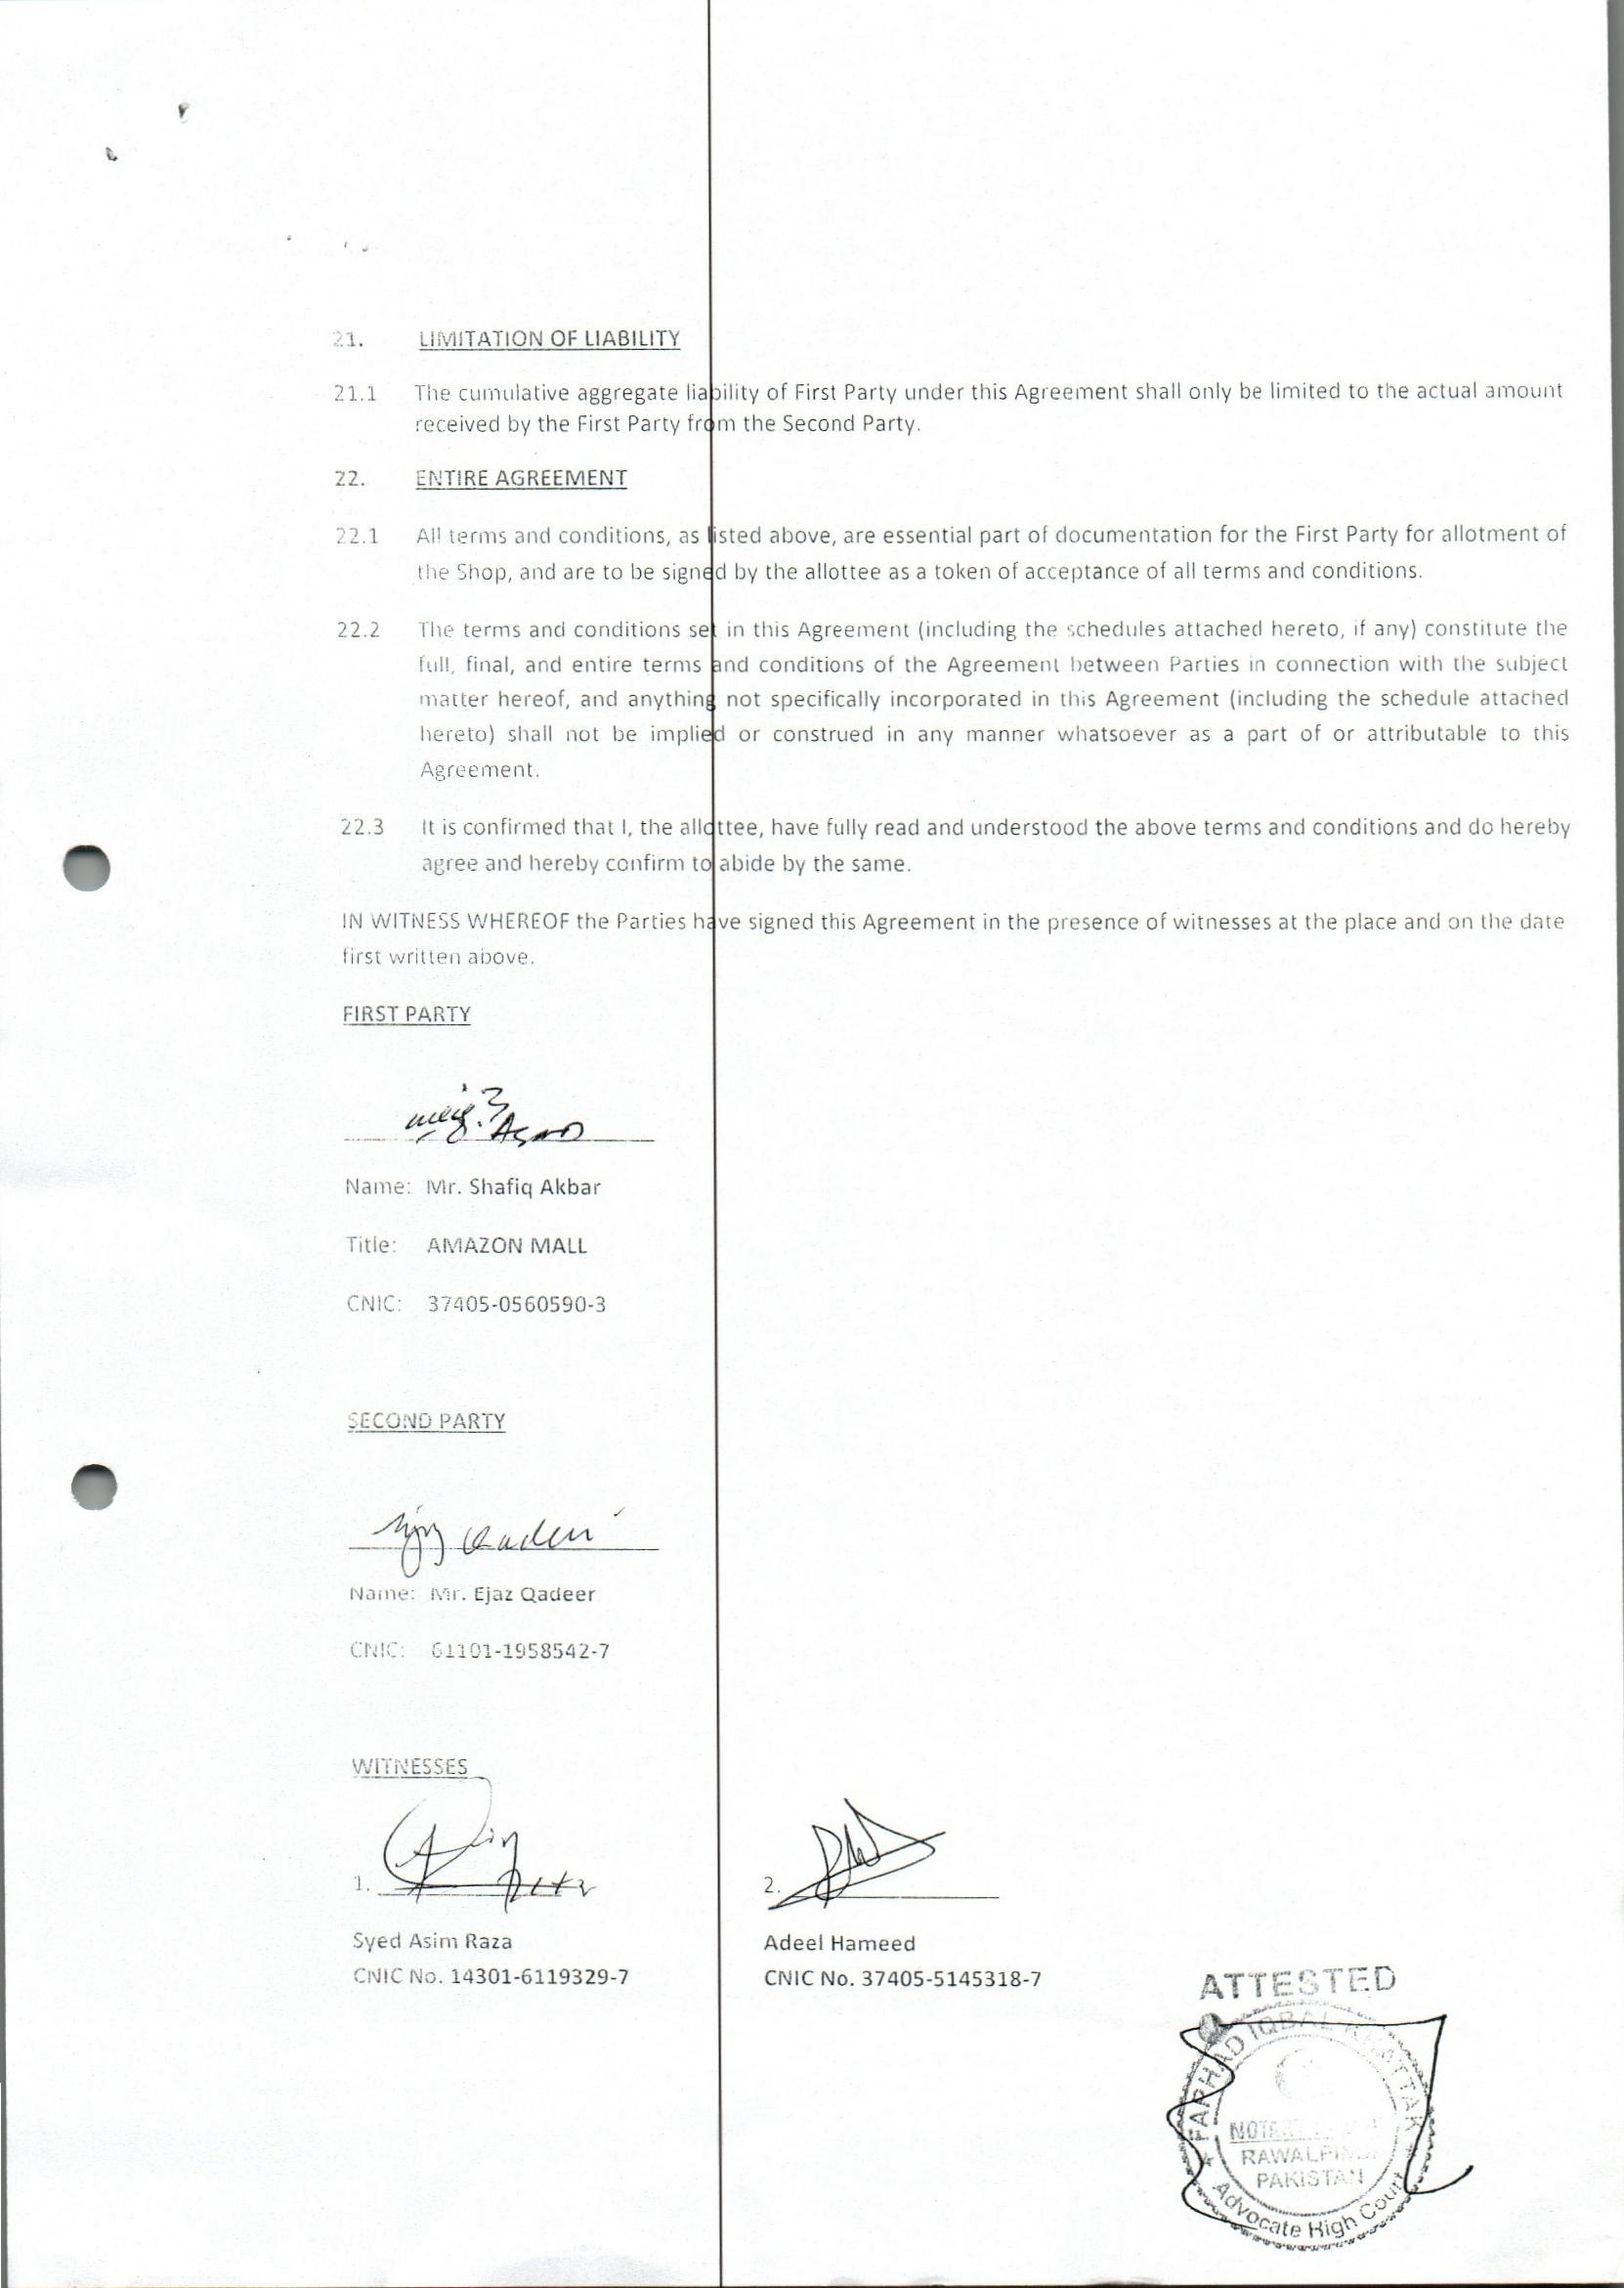 21. LIMITATION OF LIABILITY
21.1 The cumulative aggregate liability of First Party under this Agreement shall only be limited to the actual amount
received by the First Party from the Second Party.
22. ENTIRE AGREEMENT
22.1 All terms and conditions, as listed above, are essential part of documentation for the First Party for allotment of
the Shop, and are to be signed by the allottee as a token of acceptance of all terms and conditions.
22.2 The terms and conditions set in this Agreement (including the schedules attached hereto, if any) constitute the
full, final, and entire terms and conditions of the Agreement between Parties in connection with the subject
matter hereof, and anything not specifically incorporated in this Agreement (including the schedule attached
hereto) shall not be implied or construed in any manner whatsoever as a part of or attributable to this
Agreement.
22.3 It is confirmed that I, the allottee, have fully read and understood the above terms and conditions and do hereby
agree and hereby confirm to abide by the same.
IN WITNESS WHEREOF the Parties have signed this Agreement in the presence of witnesses at the place and on the date
first written above.
FIRST PARTY
Name: Mr. Shafiq Akbar
Title: AMAZON MALL
CNIC: 37405-0560590-3
SECOND PARTY
Name: Mr. Ejaz Qadeer
CNIC: 61101-1958542-7
WITNESSES
1.
2.
Syed Asim Raza
CNIC No. 14301-6119329-7
Adeel Hameed
CNIC No. 37405-5145318-7
ATTESTED
FARHAD IQBAL KHATTAK
RAWALPINDI
PAKISTAN
Advocate High Court